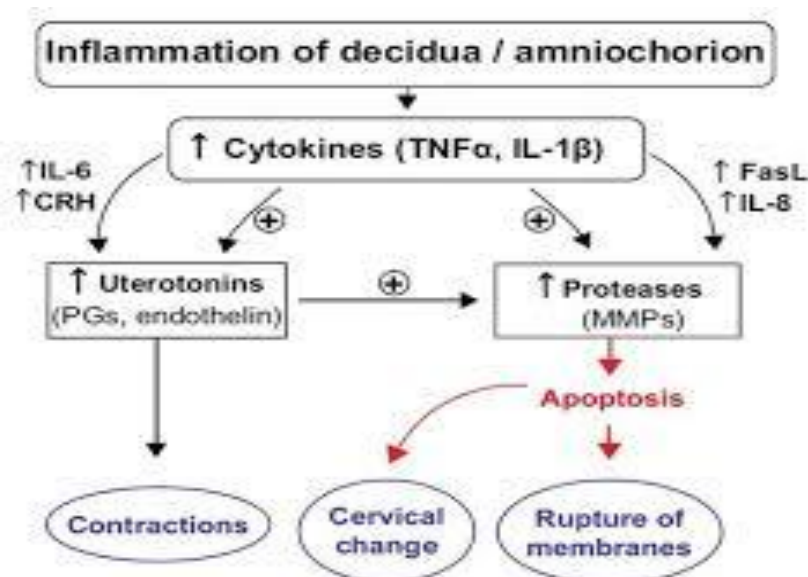 Inflammation of decidua / amniochorion
↑ Cytokines (TNFα, IL-1β)
↑IL-6
↑CRH
↑ FasL
↑IL-8
+
+
↑ Uterotonins
(PGs, endothelin)
+
↑ Proteases
(MMPs)
Apoptosis
Contractions
Cervical
change
Rupture of
membranes